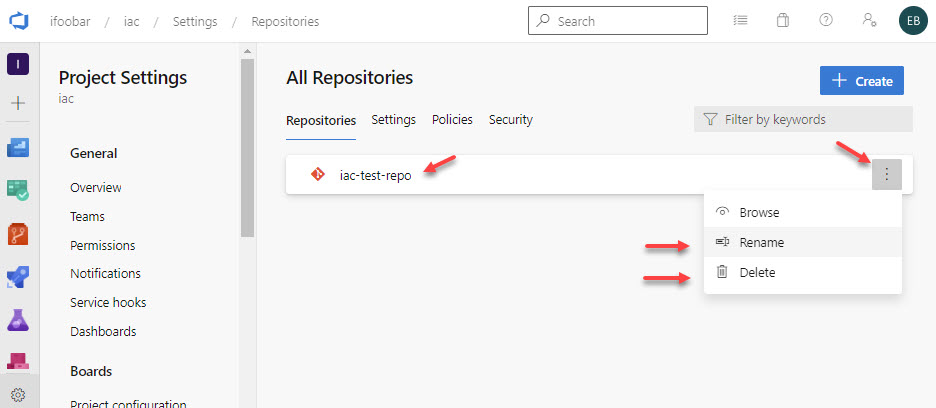 ifoobar / iac / Settings / Repositories
Search
EB
I
Project Settings
iac
General
Overview
Teams
Permissions
Notifications
Service hooks
Dashboards
Boards
Project configuration
All Repositories
Create
Repositories Settings Policies Security
Filter by keywords
iac-test-repo
Browse
Rename
Delete